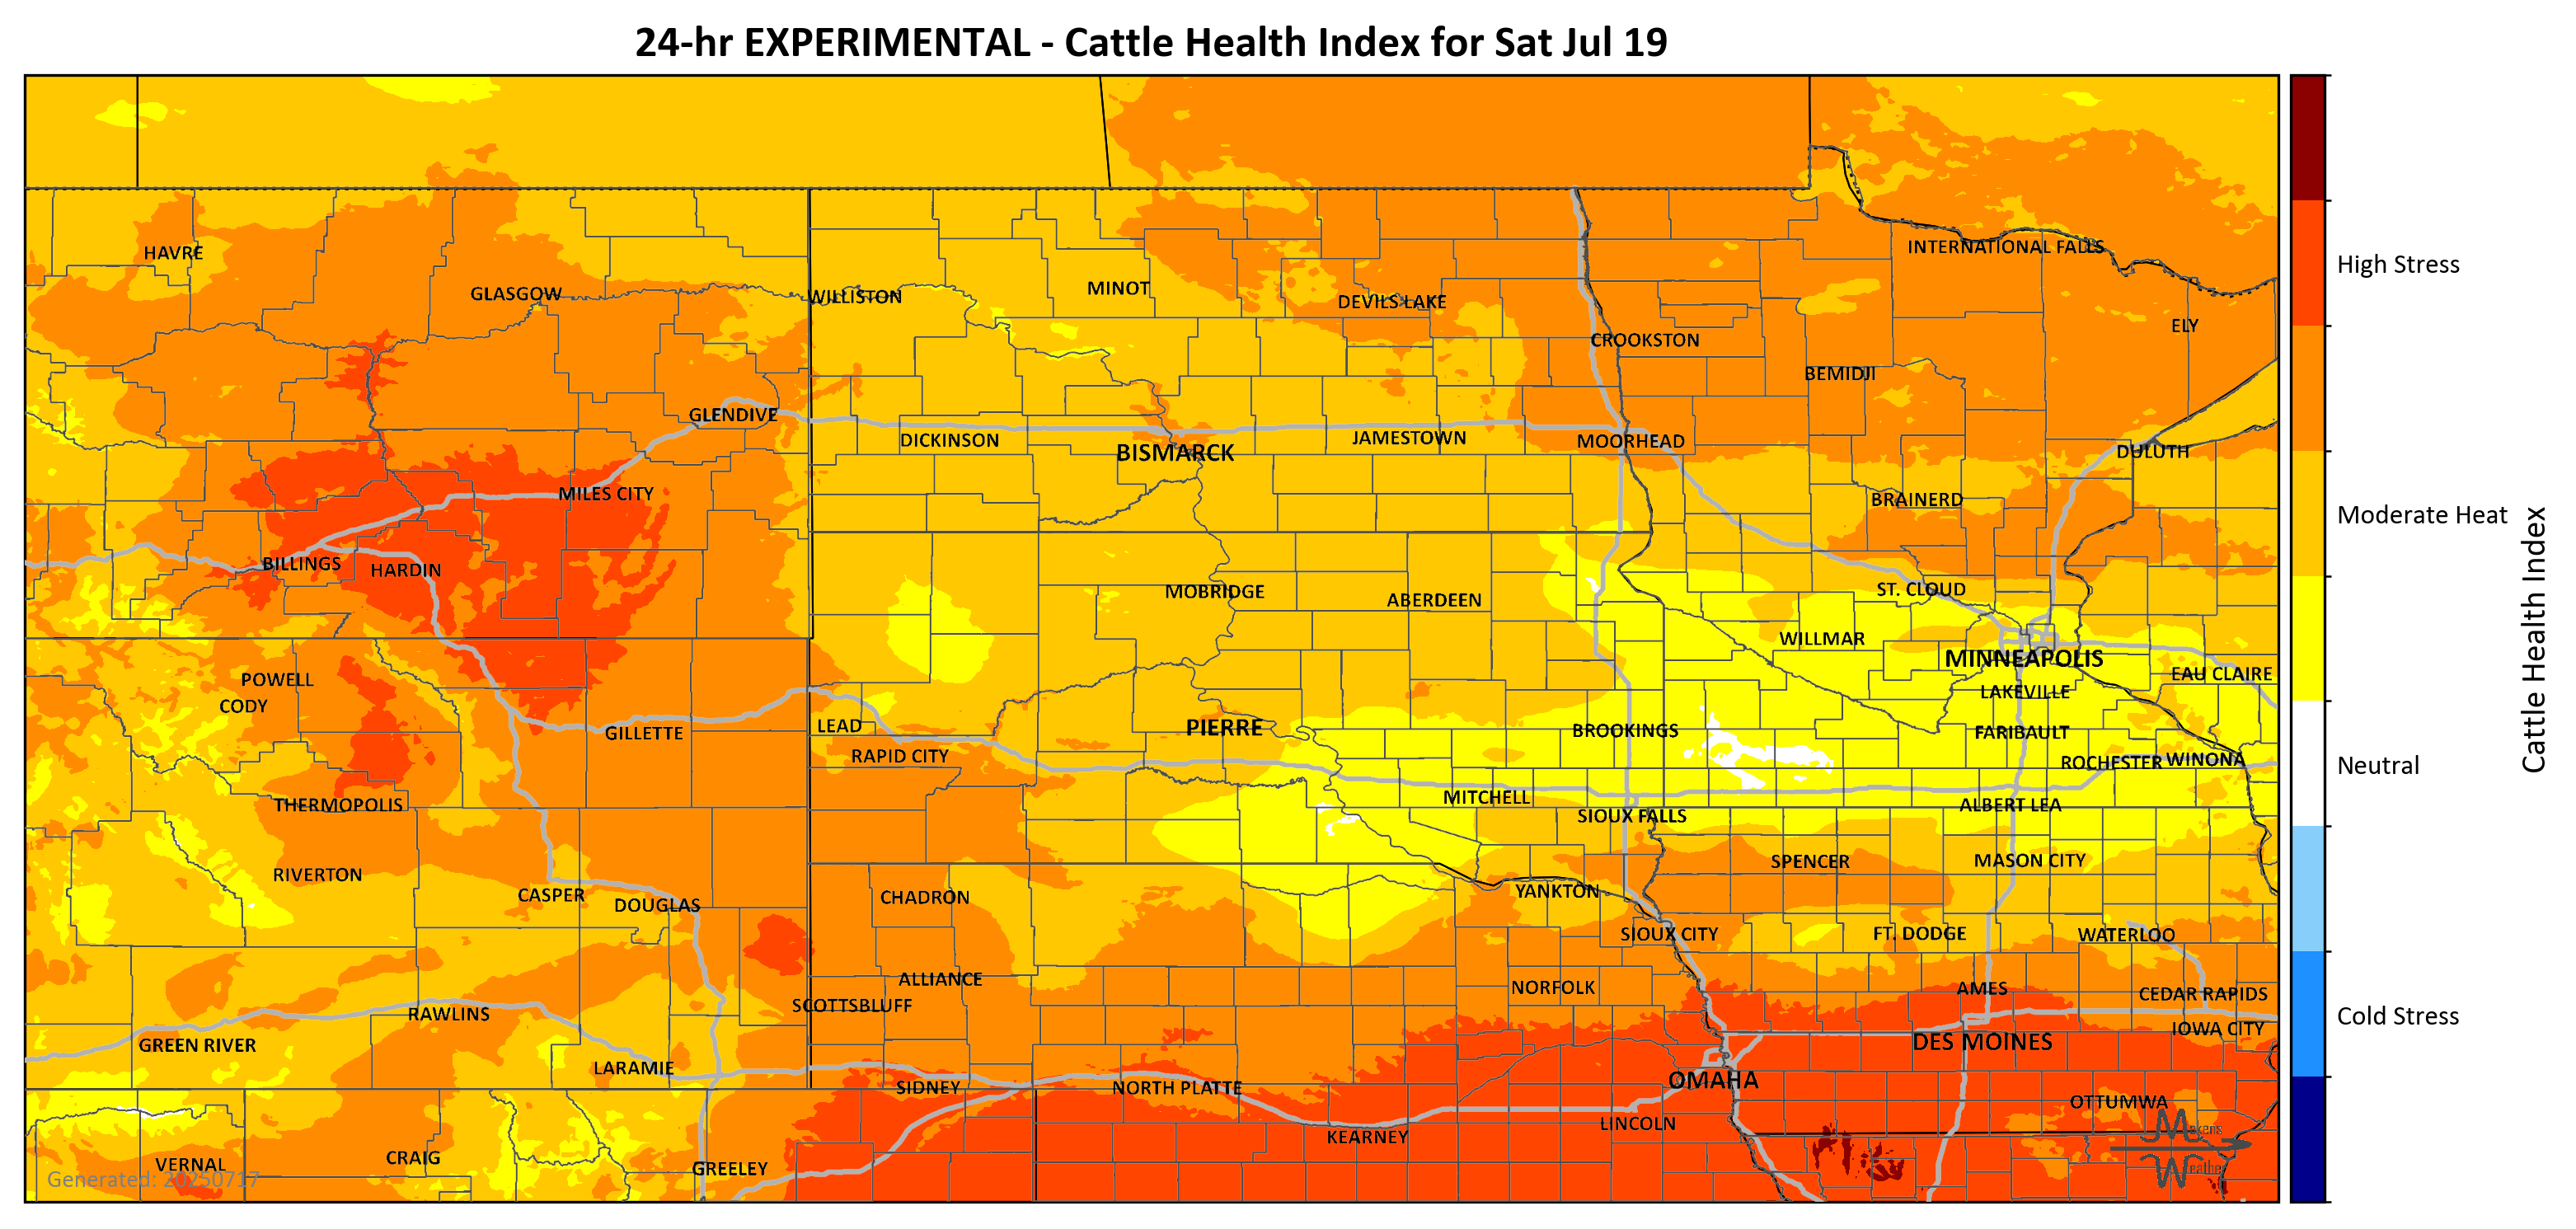 24-hr EXPERIMENTAL - Cattle Health Index for Sat Jul 19
HAVRE
INTERNATIONAL FALLS
GLASGOW
WILLISTON
MINOT
DEVILS LAKE
ELY
CROOKSTON
BEMIDJI
GLENDIVE
DICKINSON
BISMARCK
JAMESTOWN
MOORHEAD
DULUTH
MILES CITY
BRAINERD
BILLINGS
HARDIN
MOBRIDGE
ABERDEEN
ST. CLOUD
WILLMAR
MINNEAPOLIS
EAU CLAIRE
POWELL
CODY
LAKEVILLE
GILLETTE
LEAD
PIERRE
BROOKINGS
FARIBAULT
RAPID CITY
ROCHESTER
WINONA
THERMOPOLIS
MITCHELL
SIOUX FALLS
ALBERT LEA
RIVERTON
SPENCER
MASON CITY
CASPER
DOUGLAS
CHADRON
YANKTON
SIOUX CITY
FT. DODGE
WATERLOO
ALLIANCE
NORFOLK
AMES
CEDAR RAPIDS
SCOTTSBLUFF
RAWLINS
IOWA CITY
GREEN RIVER
DES MOINES
LARAMIE
SIDNEY
NORTH PLATTE
OMAHA
OTTUMWA
LINCOLN
KEARNEY
VERNAL
CRAIG
GREELEY
Generated: 20250717
Makens
Weather
High Stress
Moderate Heat
Neutral
Cold Stress
Cattle Health Index